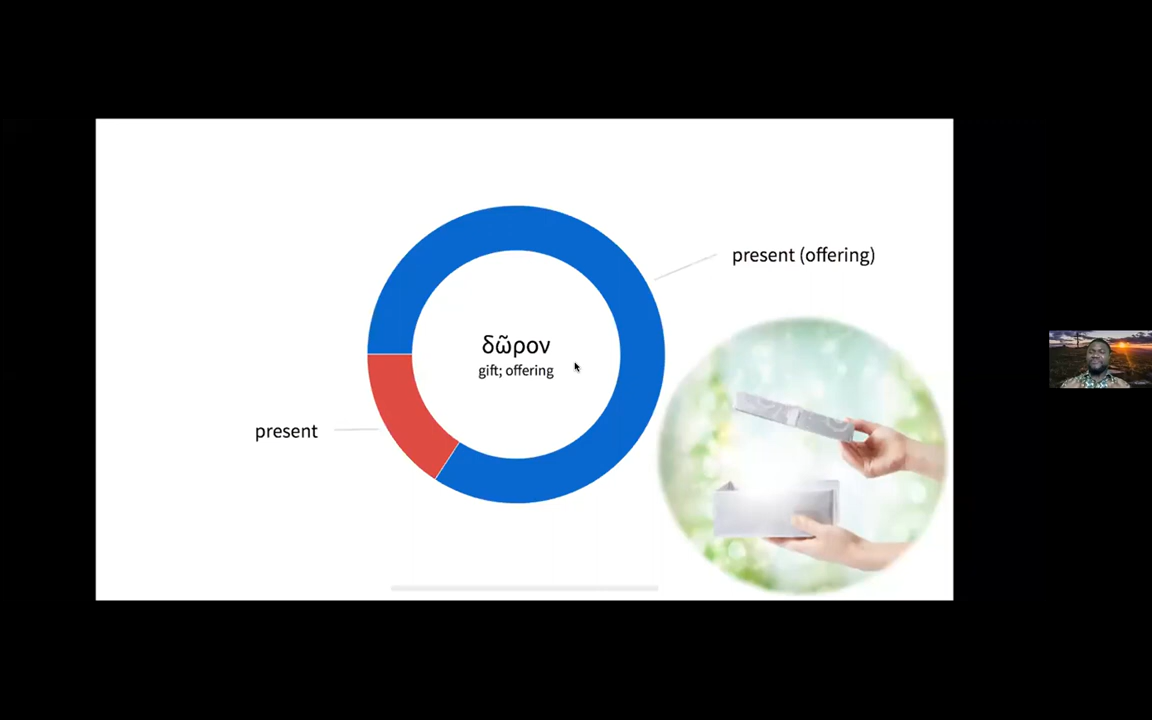 present (offering)
δῶρον
gift; offering
present